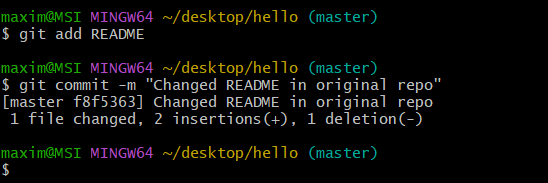 maxim@MSI MINGW64 ~/desktop/hello (master)
$ git add README
maxim@MSI MINGW64 ~/desktop/hello (master)
$ git commit -m "Changed README in original repo"
[master f8f5363] Changed README in original repo
 1 file changed, 2 insertions(+), 1 deletion(-)
maxim@MSI MINGW64 ~/desktop/hello (master)
$